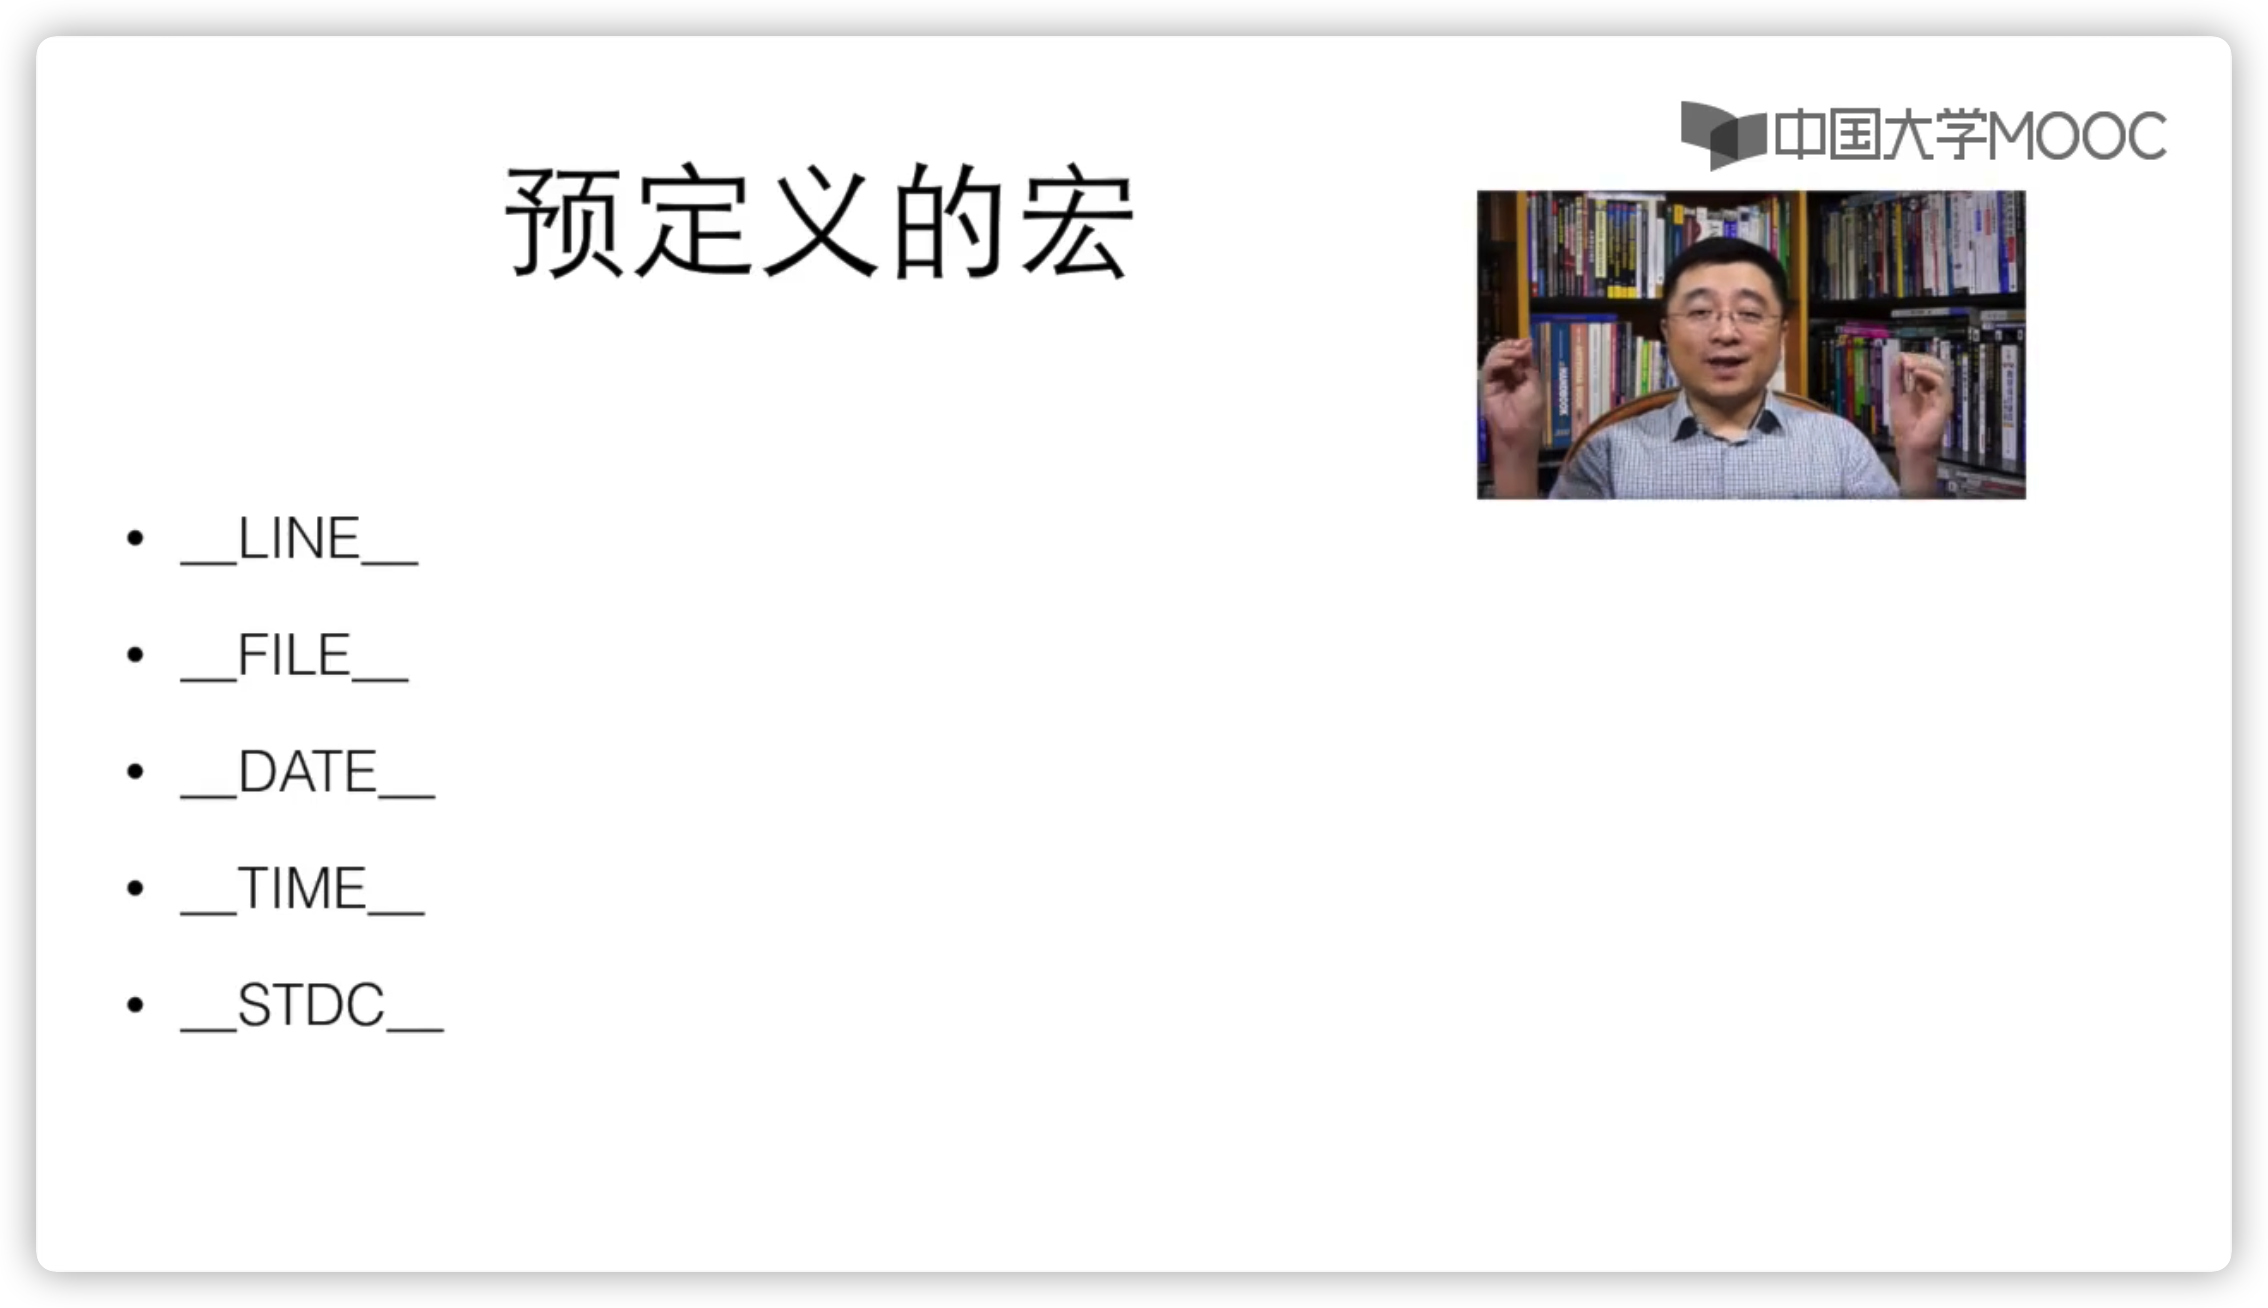 中国大学MOOC
预定义的宏
• __LINE__
• __FILE__
• __DATE__
• __TIME__
• __STDC__